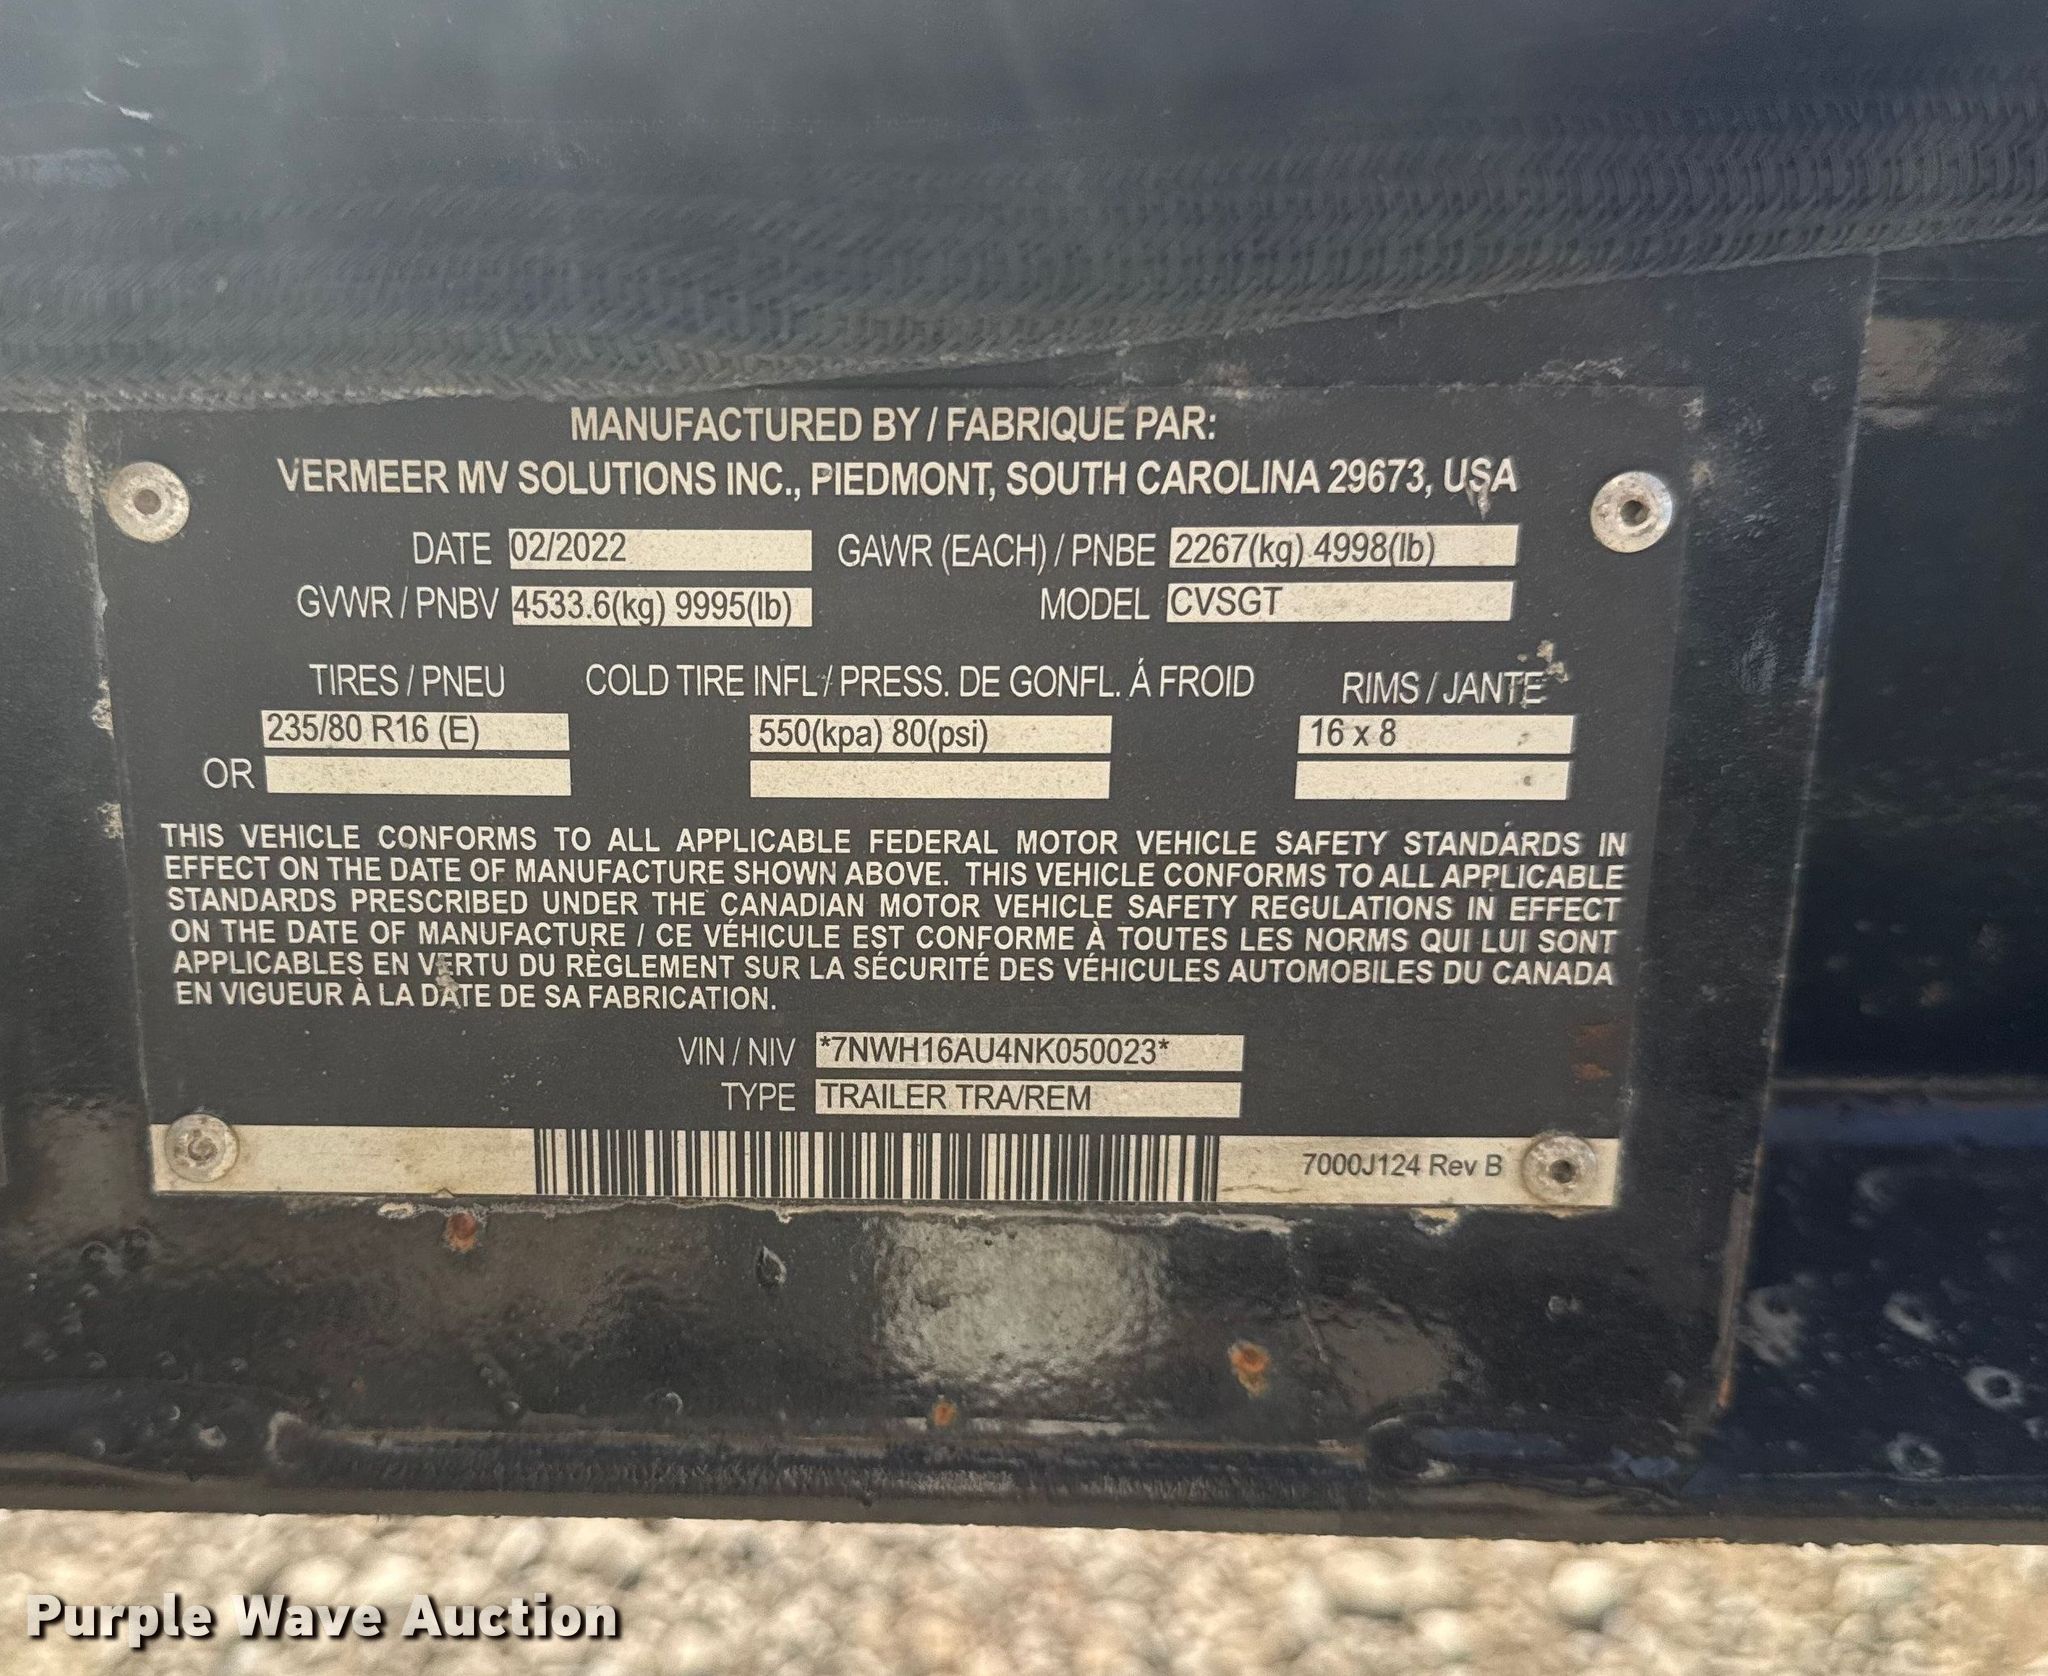 MANUFACTURED BY / FABRIQUE PAR:
VERMEER MV SOLUTIONS INC., PIEDMONT, SOUTH CAROLINA 29673, USA
DATE 02/2022 GAWR (EACH) / PNBE 2267(kg) 4998(lb)
GVWR / PNBV 4533.6(kg) 9995(lb) MODEL CVSGT
TIRES / PNEU COLD TIRE INFL / PRESS. DE GONFL. Á FROID RIMS / JANTE
235/80 R16 (E) 550(kpa) 80(psi) 16 x 8
OR
THIS VEHICLE CONFORMS TO ALL APPLICABLE FEDERAL MOTOR VEHICLE SAFETY STANDARDS IN
EFFECT ON THE DATE OF MANUFACTURE SHOWN ABOVE. THIS VEHICLE CONFORMS TO ALL APPLICABLE
STANDARDS PRESCRIBED UNDER THE CANADIAN MOTOR VEHICLE SAFETY REGULATIONS IN EFFECT
ON THE DATE OF MANUFACTURE / CE VÉHICULE EST CONFORME À TOUTES LES NORMS QUI LUI SONT
APPLICABLES EN VERTU DU RÈGLEMENT SUR LA SÉCURITÉ DES VÉHICULES AUTOMOBILES DU CANADA
EN VIGUEUR À LA DATE DE SA FABRICATION.
VIN / NIV *7NWH16AU4NK050023*
TYPE TRAILER TRA/REM
7000J124 Rev B
Purple Wave Auction